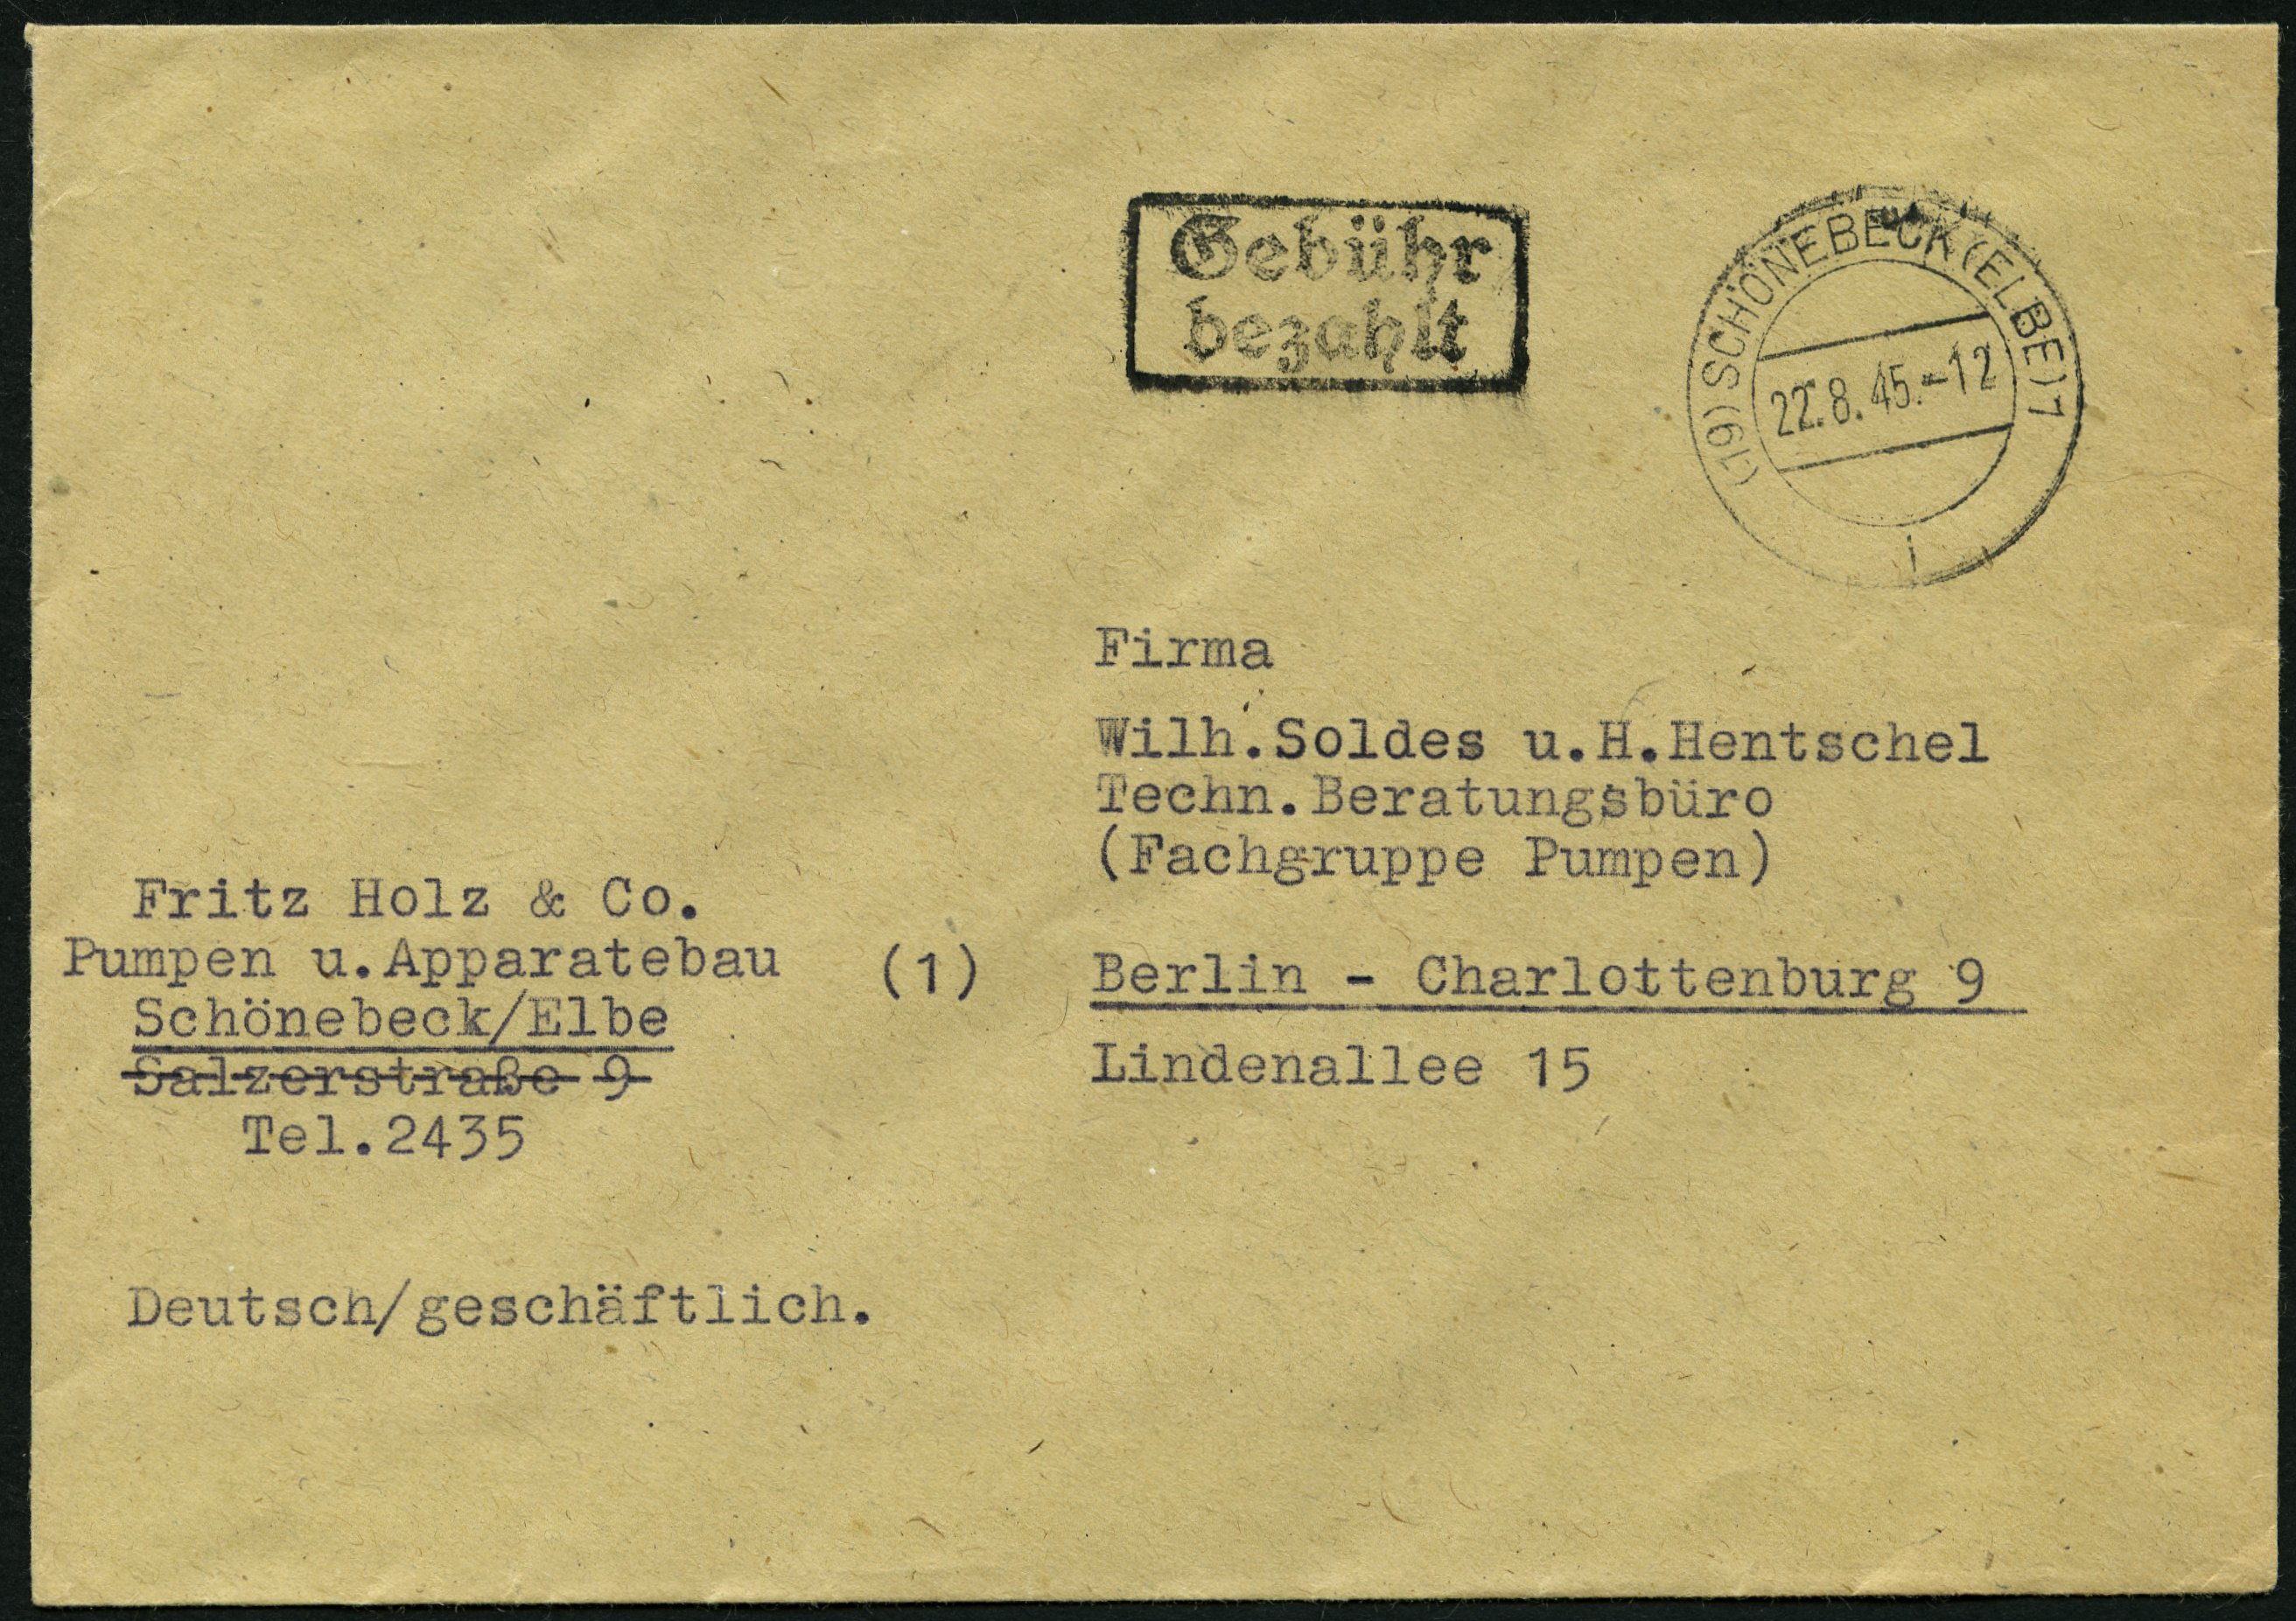 Gebühr
bezahlt
(19) SCHÖNEBECK (ELBE) 1
22.8.45.-12
i
Firma
Wilh.Soldes u.H.Hentschel
Techn.Beratungsbüro
(Fachgruppe Pumpen)
(1) Berlin - Charlottenburg 9
Lindenallee 15
Fritz Holz & Co.
Pumpen u.Apparatebau
Schönebeck/Elbe
Salzerstraße 9
Tel.2435
Deutsch/geschäftlich.